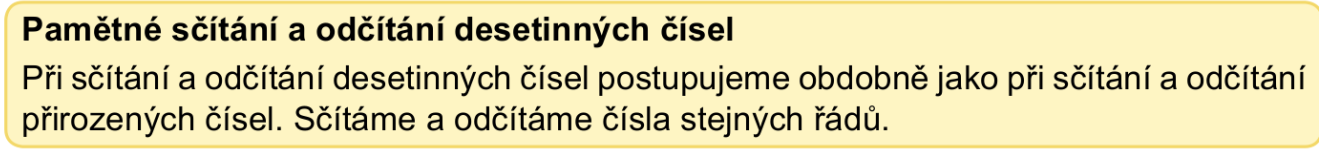 Pamětné sčítání a odčítání desetinných čísel
Při sčítání a odčítání desetinných čísel postupujeme obdobně jako při sčítání a odčítání
přirozených čísel. Sčítáme a odčítáme čísla stejných řádů.